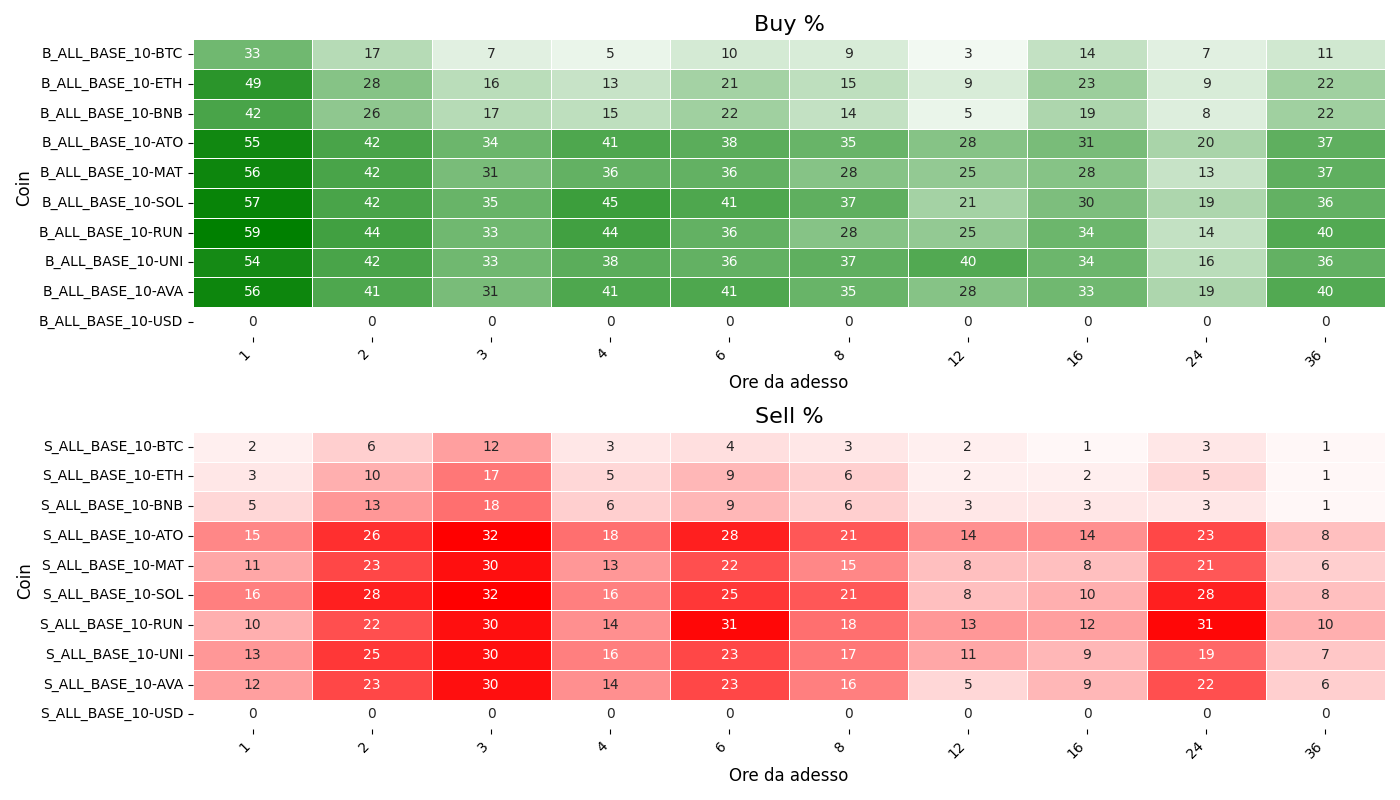 Buy %
Coin
B_ALL_BASE_10-BTC 33 17 7 5 10 9 3 14 7 11
B_ALL_BASE_10-ETH 49 28 16 13 21 15 9 23 9 22
B_ALL_BASE_10-BNB 42 26 17 15 22 14 5 19 8 22
B_ALL_BASE_10-ATO 55 42 34 41 38 35 28 31 20 37
B_ALL_BASE_10-MAT 56 42 31 36 36 28 25 28 13 37
B_ALL_BASE_10-SOL 57 42 35 45 41 37 21 30 19 36
B_ALL_BASE_10-RUN 59 44 33 44 36 28 25 34 14 40
B_ALL_BASE_10-UNI 54 42 33 38 36 37 40 34 16 36
B_ALL_BASE_10-AVA 56 41 31 41 41 35 28 33 19 40
B_ALL_BASE_10-USD 0 0 0 0 0 0 0 0 0 0
1 2 3 4 6 8 12 16 24 36
Ore da adesso
Sell %
Coin
S_ALL_BASE_10-BTC 2 6 12 3 4 3 2 1 3 1
S_ALL_BASE_10-ETH 3 10 17 5 9 6 2 2 5 1
S_ALL_BASE_10-BNB 5 13 18 6 9 6 3 3 3 1
S_ALL_BASE_10-ATO 15 26 32 18 28 21 14 14 23 8
S_ALL_BASE_10-MAT 11 23 30 13 22 15 8 8 21 6
S_ALL_BASE_10-SOL 16 28 32 16 25 21 8 10 28 8
S_ALL_BASE_10-RUN 10 22 30 14 31 18 13 12 31 10
S_ALL_BASE_10-UNI 13 25 30 16 23 17 11 9 19 7
S_ALL_BASE_10-AVA 12 23 30 14 23 16 5 9 22 6
S_ALL_BASE_10-USD 0 0 0 0 0 0 0 0 0 0
1 2 3 4 6 8 12 16 24 36
Ore da adesso